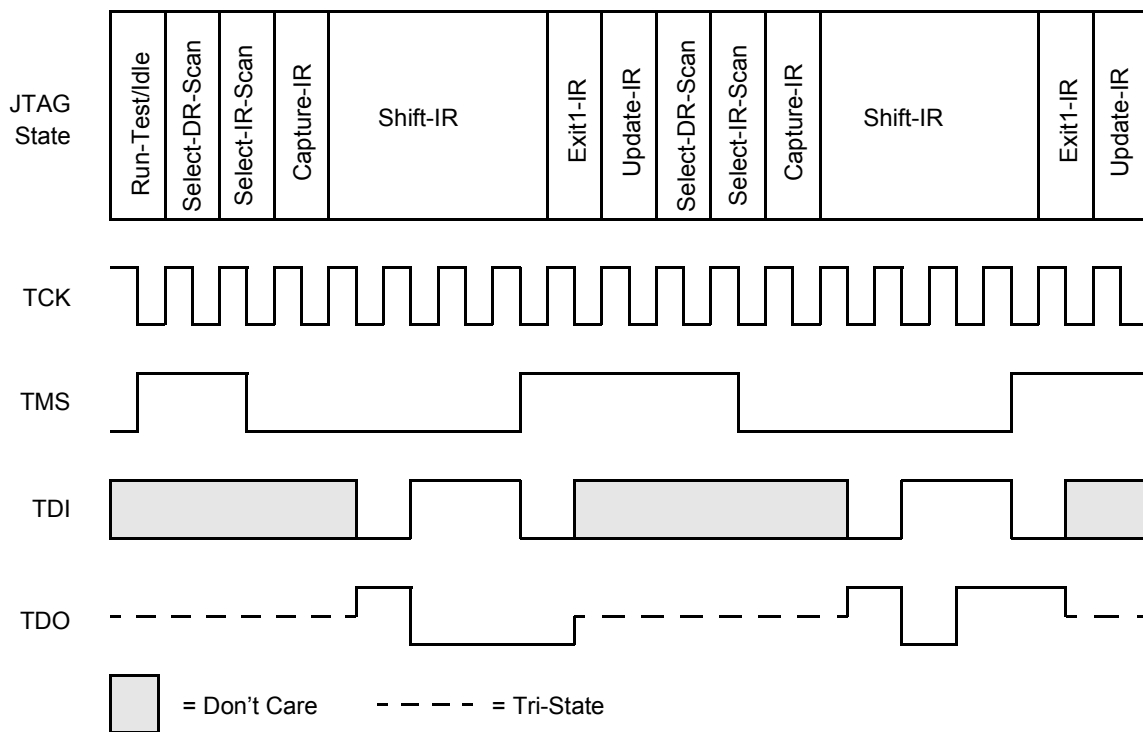 JTAG
State
Run-Test/Idle
Select-DR-Scan
Select-IR-Scan
Capture-IR
Shift-IR
Exit1-IR
Update-IR
Select-DR-Scan
Select-IR-Scan
Capture-IR
Shift-IR
Exit1-IR
Update-IR
TCK
TMS
TDI
TDO
= Don't Care
= Tri-State